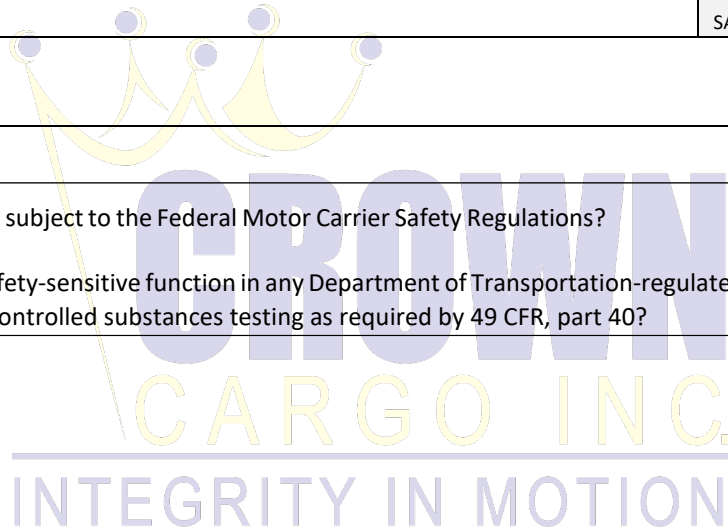 SA
subject to the Federal Motor Carrier Safety Regulations?
fety-sensitive function in any Department of Transportation-regulate
ontrolled substances testing as required by 49 CFR, part 40?
CROWN
CARGO INC.
INTEGRITY IN MOTION